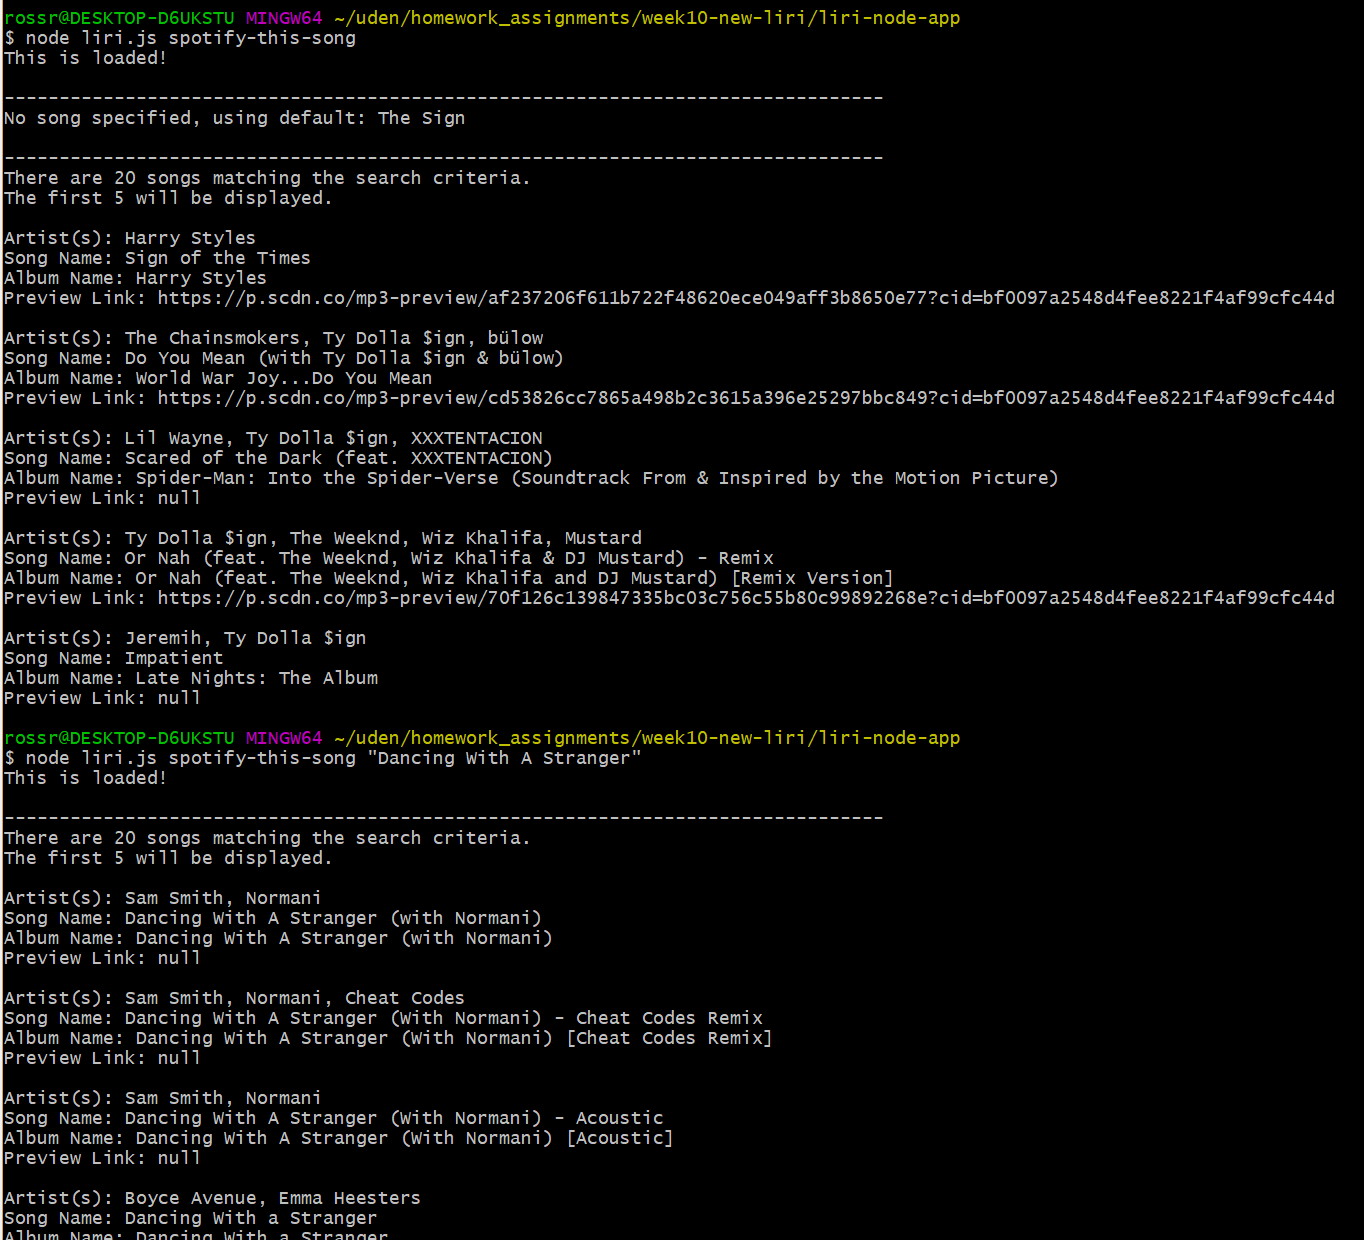 rossr@DESKTOP-D6UKSTU MINGW64 ~/uden/homework_assignments/week10-new-liri/liri-node-app
$ node liri.js spotify-this-song
This is loaded!
--------------------------------------------------------------------------------
No song specified, using default: The Sign
--------------------------------------------------------------------------------
There are 20 songs matching the search criteria.
The first 5 will be displayed.
Artist(s): Harry Styles
Song Name: Sign of the Times
Album Name: Harry Styles
Preview Link: https://p.scdn.co/mp3-preview/af237206f611b722f48620ece049aff3b8650e77?cid=bf0097a2548d4fee8221f4af99cfc44d
Artist(s): The Chainsmokers, Ty Dolla $ign, bülow
Song Name: Do You Mean (with Ty Dolla $ign & bülow)
Album Name: World War Joy...Do You Mean
Preview Link: https://p.scdn.co/mp3-preview/cd53826cc7865a498b2c3615a396e25297bbc849?cid=bf0097a2548d4fee8221f4af99cfc44d
Artist(s): Lil Wayne, Ty Dolla $ign, XXXTENTACION
Song Name: Scared of the Dark (feat. XXXTENTACION)
Album Name: Spider-Man: Into the Spider-Verse (Soundtrack From & Inspired by the Motion Picture)
Preview Link: null
Artist(s): Ty Dolla $ign, The Weeknd, Wiz Khalifa, Mustard
Song Name: Or Nah (feat. The Weeknd, Wiz Khalifa & DJ Mustard) - Remix
Album Name: Or Nah (feat. The Weeknd, Wiz Khalifa and DJ Mustard) [Remix Version]
Preview Link: https://p.scdn.co/mp3-preview/70f126c139847335bc03c756c55b80c99892268e?cid=bf0097a2548d4fee8221f4af99cfc44d
Artist(s): Jeremih, Ty Dolla $ign
Song Name: Impatient
Album Name: Late Nights: The Album
Preview Link: null
rossr@DESKTOP-D6UKSTU MINGW64 ~/uden/homework_assignments/week10-new-liri/liri-node-app
$ node liri.js spotify-this-song "Dancing With A Stranger"
This is loaded!
--------------------------------------------------------------------------------
There are 20 songs matching the search criteria.
The first 5 will be displayed.
Artist(s): Sam Smith, Normani
Song Name: Dancing With A Stranger (with Normani)
Album Name: Dancing With A Stranger (with Normani)
Preview Link: null
Artist(s): Sam Smith, Normani, Cheat Codes
Song Name: Dancing With A Stranger (With Normani) - Cheat Codes Remix
Album Name: Dancing With A Stranger (With Normani) [Cheat Codes Remix]
Preview Link: null
Artist(s): Sam Smith, Normani
Song Name: Dancing With A Stranger (With Normani) - Acoustic
Album Name: Dancing With A Stranger (With Normani) [Acoustic]
Preview Link: null
Artist(s): Boyce Avenue, Emma Heesters
Song Name: Dancing With a Stranger
Album Name: Dancing With a Stranger